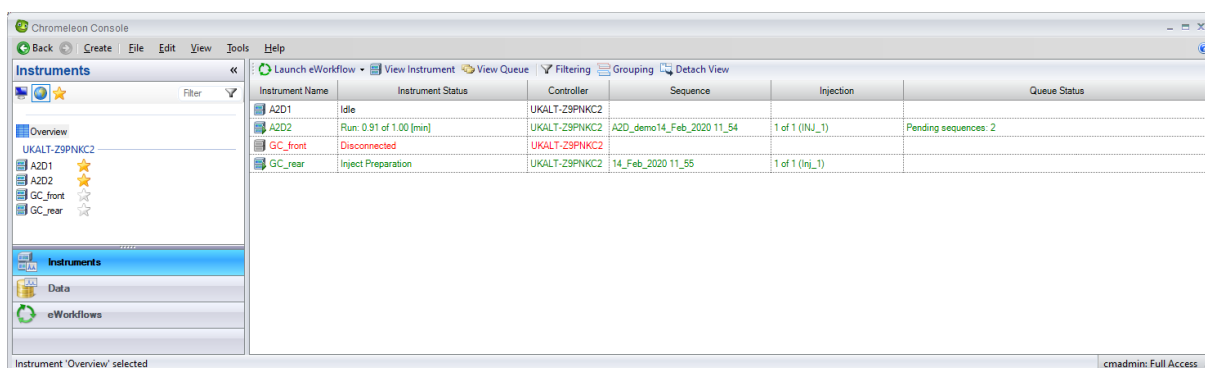 Chromeleon Console
Back Create File Edit View Tools Help
Instruments «
Launch eWorkflow View Instrument View Queue Filtering Grouping Detach View
Filter
Instrument Name Instrument Status Controller Sequence Injection Queue Status
A2D1 Idle UKALT-Z9PNKC2
A2D2 Run: 0.91 of 1.00 [min] UKALT-Z9PNKC2 A2D_demo14_Feb_2020 11_54 1 of 1 (INJ_1) Pending sequences: 2
GC_front Disconnected UKALT-Z9PNKC2
GC_rear Inject Preparation UKALT-Z9PNKC2 14_Feb_2020 11_55 1 of 1 (Inj_1)
Overview
UKALT-Z9PNKC2
A2D1
A2D2
GC_front
GC_rear
Instruments
Data
eWorkflows
Instrument 'Overview' selected
cmadmin: Full Access